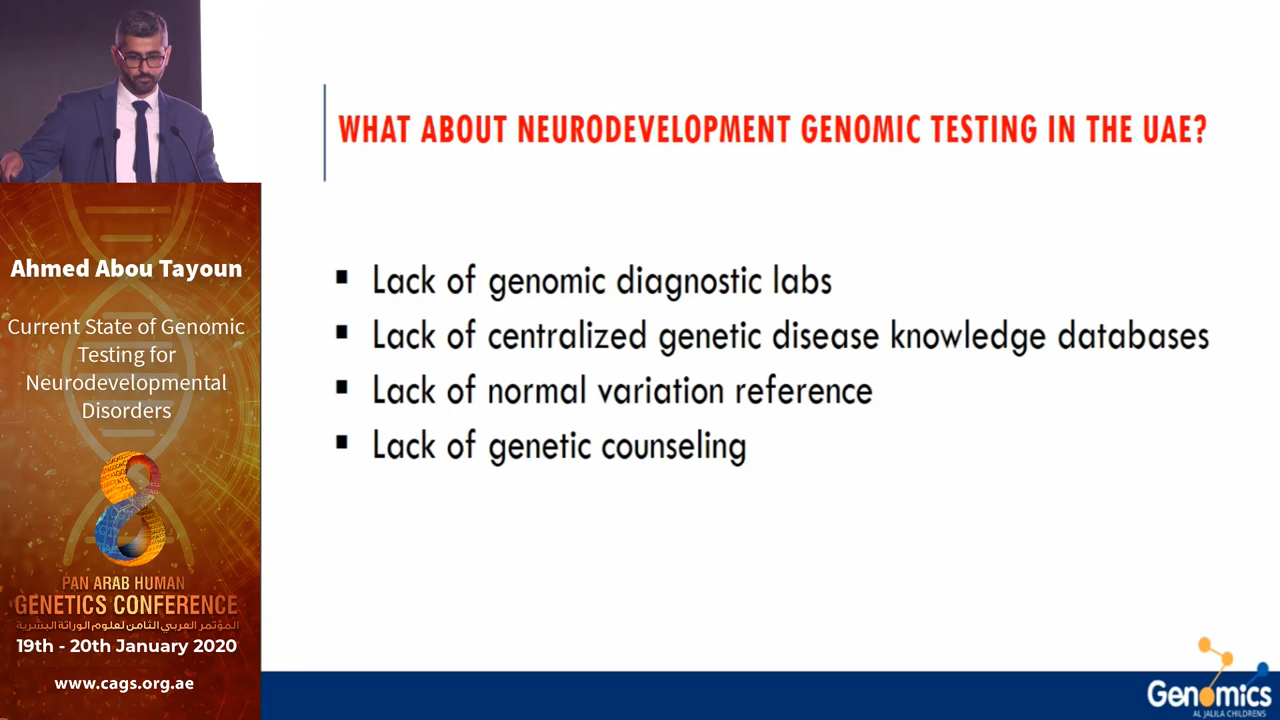 WHAT ABOUT NEURODEVELOPMENT GENOMIC TESTING IN THE UAE?
▪ Lack of genomic diagnostic labs
▪ Lack of centralized genetic disease knowledge databases
▪ Lack of normal variation reference
▪ Lack of genetic counseling
Ahmed Abou Tayoun
Current State of Genomic
Testing for
Neurodevelopmental
Disorders
PAN ARAB HUMAN
GENETICS CONFERENCE
المؤتمر العربي الثامن لعلوم الوراثة البشرية
19th - 20th January 2020
www.cags.org.ae
Genomics
AL JALILA CHILDRENS